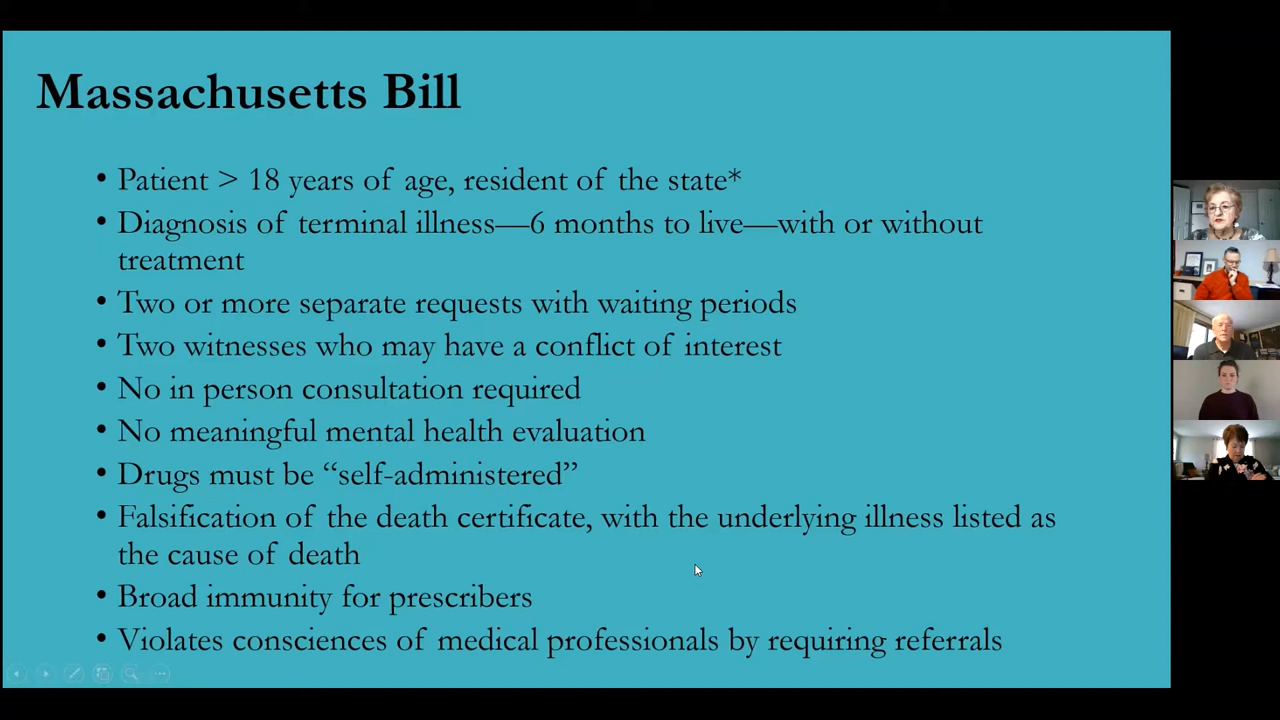 Massachusetts Bill
• Patient > 18 years of age, resident of the state*
• Diagnosis of terminal illness—6 months to live—with or without
treatment
• Two or more separate requests with waiting periods
• Two witnesses who may have a conflict of interest
• No in person consultation required
• No meaningful mental health evaluation
• Drugs must be “self-administered”
• Falsification of the death certificate, with the underlying illness listed as
the cause of death
• Broad immunity for prescribers
• Violates consciences of medical professionals by requiring referrals